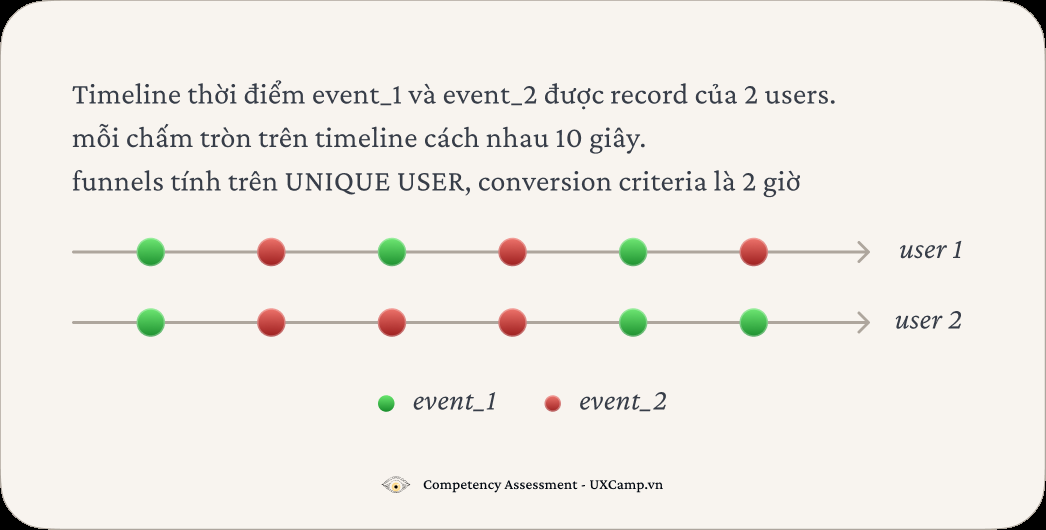 Timeline thời điểm event_1 và event_2 được record của 2 users.
mỗi chấm tròn trên timeline cách nhau 10 giây.
funnels tính trên UNIQUE USER, conversion criteria là 2 giờ
user 1
user 2
event_1 event_2
Competency Assessment - UXCamp.vn